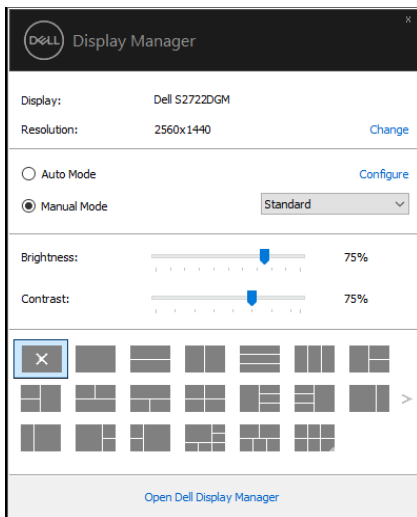 x
DELL Display Manager
Display: Dell S2722DGM
Resolution: 2560x1440 Change
Auto Mode Configure
Manual Mode Standard
Brightness: 75%
Contrast: 75%
Open Dell Display Manager